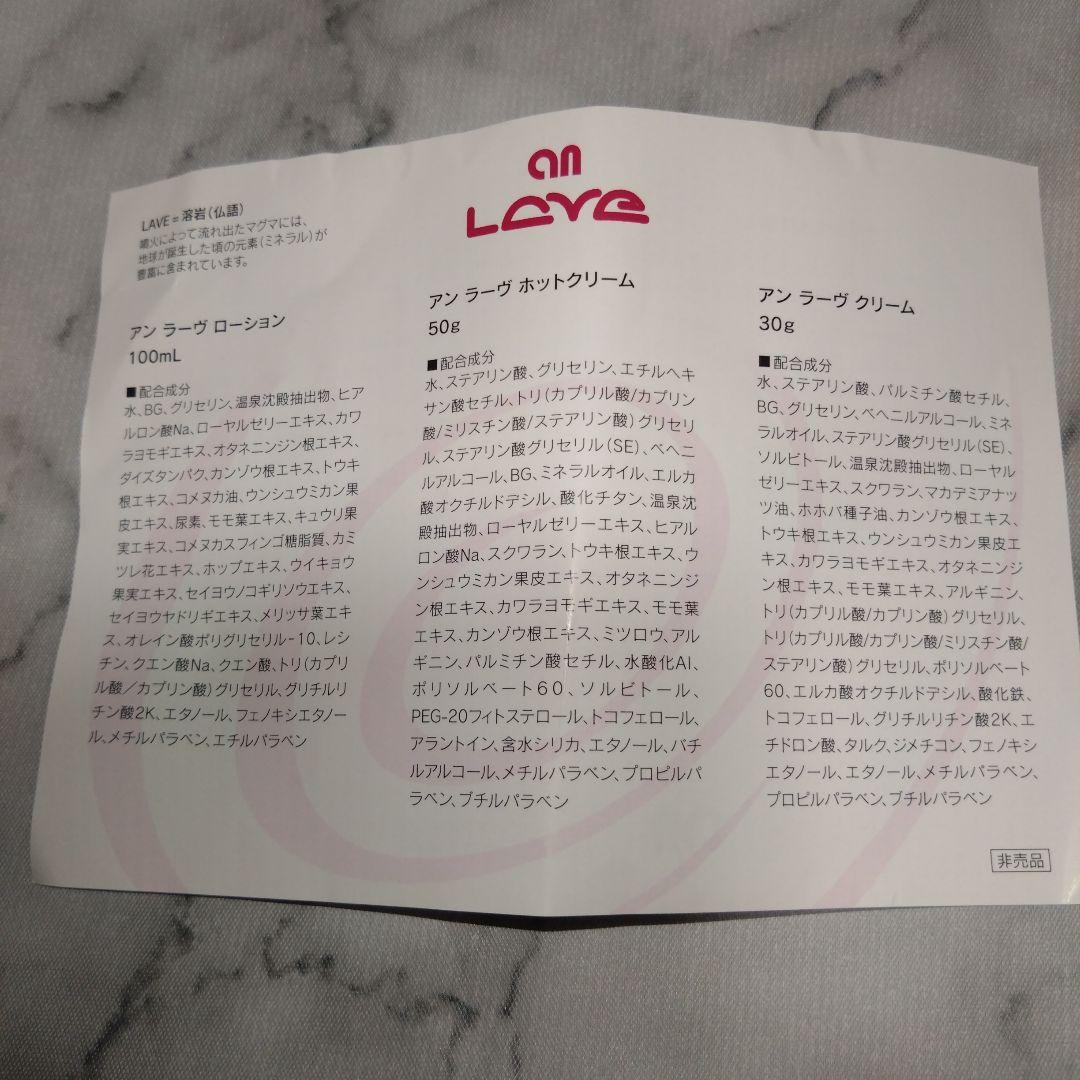 an
LAVE
LAVE=溶岩(仏語)
噴火によって流れ出たマグマには、
地球が誕生した頃の元素(ミネラル)が
豊富に含まれています。
アン ラーヴ ローション
100mL
■配合成分
水、BG、グリセリン、温泉沈殿抽出物、ヒア
ルロン酸Na、ローヤルゼリーエキス、カワ
ラヨモギエキス、オタネニンジン根エキス、
ダイズタンパク、カンゾウ根エキス、トウキ
根エキス、コメヌカ油、ウンシュウミカン果
皮エキス、尿素、モモ葉エキス、キュウリ果
実エキス、コメヌカスフィンゴ糖脂質、カミ
ツレ花エキス、ホップエキス、ウイキョウ
果実エキス、セイヨウノコギリソウエキス、
セイヨウヤドリギエキス、メリッサ葉エキ
ス、オレイン酸ポリグリセリル-10、レシ
チン、クエン酸Na、クエン酸、トリ(カプリ
ル酸/カプリン酸)グリセリル、グリチルリ
チン酸2K、エタノール、フェノキシエタノー
ル、メチルパラベン、エチルパラベン
アン ラーヴ ホットクリーム
50g
■配合成分
水、ステアリン酸、グリセリン、エチルヘキ
サン酸セチル、トリ(カプリル酸/カプリン
酸/ミリスチン酸/ステアリン酸)グリセリ
ル、ステアリン酸グリセリル(SE)、ベヘニ
ルアルコール、BG、ミネラルオイル、エルカ
酸オクチルドデシル、酸化チタン、温泉沈
殿抽出物、ローヤルゼリーエキス、ヒアル
ロン酸Na、スクワラン、トウキ根エキス、ウ
ンシュウミカン果皮エキス、オタネニンジ
ン根エキス、カワラヨモギエキス、モモ葉
エキス、カンゾウ根エキス、ミツロウ、アル
ギニン、パルミチン酸セチル、水酸化Al、
ポリソルベート60、ソルビトール、
PEG-20フィトステロール、トコフェロール、
アラントイン、含水シリカ、エタノール、バチ
ルアルコール、メチルパラベン、プロピルパ
ラベン、ブチルパラベン
アン ラーヴ クリーム
30g
■配合成分
水、ステアリン酸、パルミチン酸セチル、
BG、グリセリン、ベヘニルアルコール、ミネ
ラルオイル、ステアリン酸グリセリル(SE)、
ソルビトール、温泉沈殿抽出物、ローヤル
ゼリーエキス、スクワラン、マカデミアナッ
ツ油、ホホバ種子油、カンゾウ根エキス、
トウキ根エキス、ウンシュウミカン果皮エ
キス、カワラヨモギエキス、オタネニンジ
ン根エキス、モモ葉エキス、アルギニン、
トリ(カプリル酸/カプリン酸)グリセリル、
トリ(カプリル酸/カプリン酸/ミリスチン酸/
ステアリン酸)グリセリル、ポリソルベート
60、エルカ酸オクチルドデシル、酸化鉄、
トコフェロール、グリチルリチン酸2K、エ
チドロン酸、タルク、ジメチコン、フェノキシ
エタノール、エタノール、メチルパラベン、
プロピルパラベン、ブチルパラベン
非売品